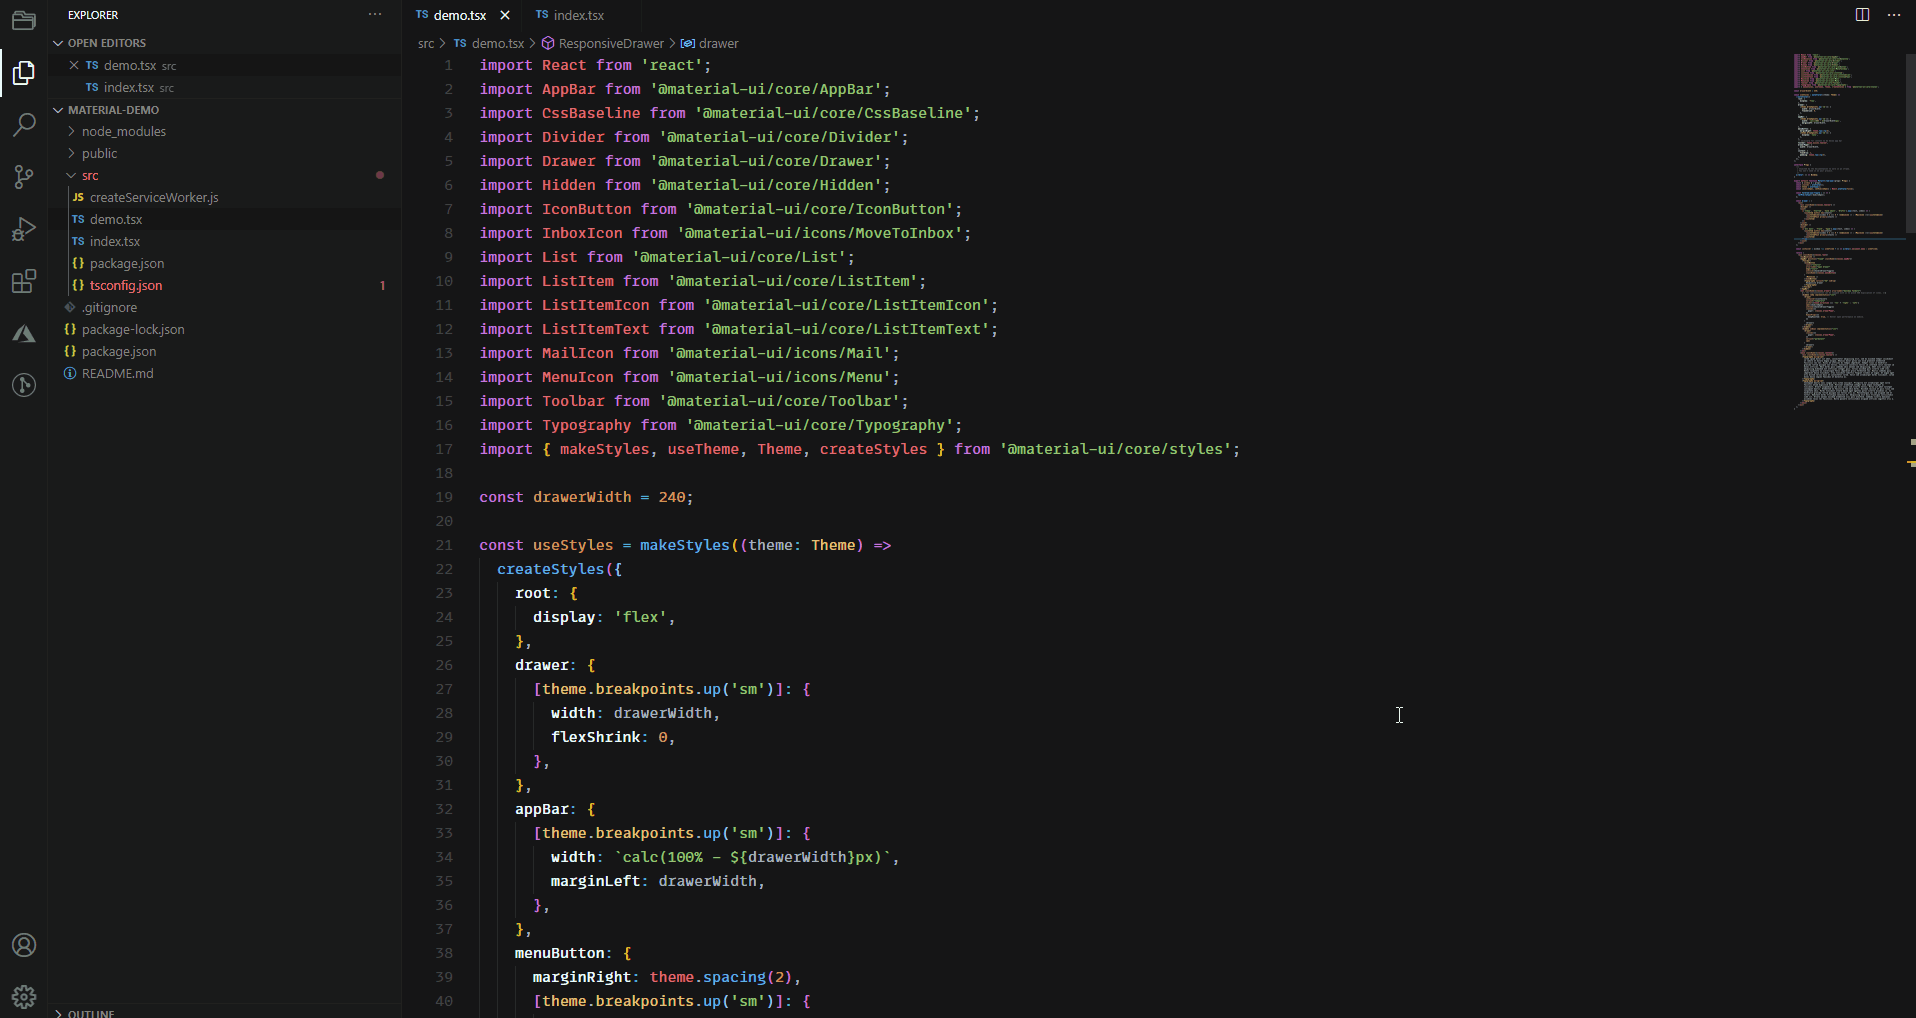 EXPLORER
OPEN EDITORS
TS demo.tsx src
TS index.tsx src
MATERIAL-DEMO
node_modules
public
src
JS createServiceWorker.js
TS demo.tsx
TS index.tsx
{} package.json
{} tsconfig.json 1
.gitignore
{} package-lock.json
{} package.json
README.md
OUTLINE
TS demo.tsx
TS index.tsx
src > TS demo.tsx > ResponsiveDrawer > drawer
1 import React from 'react';
2 import AppBar from '@material-ui/core/AppBar';
3 import CssBaseline from '@material-ui/core/CssBaseline';
4 import Divider from '@material-ui/core/Divider';
5 import Drawer from '@material-ui/core/Drawer';
6 import Hidden from '@material-ui/core/Hidden';
7 import IconButton from '@material-ui/core/IconButton';
8 import InboxIcon from '@material-ui/icons/MoveToInbox';
9 import List from '@material-ui/core/List';
10 import ListItem from '@material-ui/core/ListItem';
11 import ListItemIcon from '@material-ui/core/ListItemIcon';
12 import ListItemText from '@material-ui/core/ListItemText';
13 import MailIcon from '@material-ui/icons/Mail';
14 import MenuIcon from '@material-ui/icons/Menu';
15 import Toolbar from '@material-ui/core/Toolbar';
16 import Typography from '@material-ui/core/Typography';
17 import { makeStyles, useTheme, Theme, createStyles } from '@material-ui/core/styles';
18
19 const drawerWidth = 240;
20
21 const useStyles = makeStyles((theme: Theme) =>
22 createStyles({
23 root: {
24 display: 'flex',
25 },
26 drawer: {
27 [theme.breakpoints.up('sm')]: {
28 width: drawerWidth,
29 flexShrink: 0,
30 },
31 },
32 appBar: {
33 [theme.breakpoints.up('sm')]: {
34 width: `calc(100% - ${drawerWidth}px)`,
35 marginLeft: drawerWidth,
36 },
37 },
38 menuButton: {
39 marginRight: theme.spacing(2),
40 [theme.breakpoints.up('sm')]: {